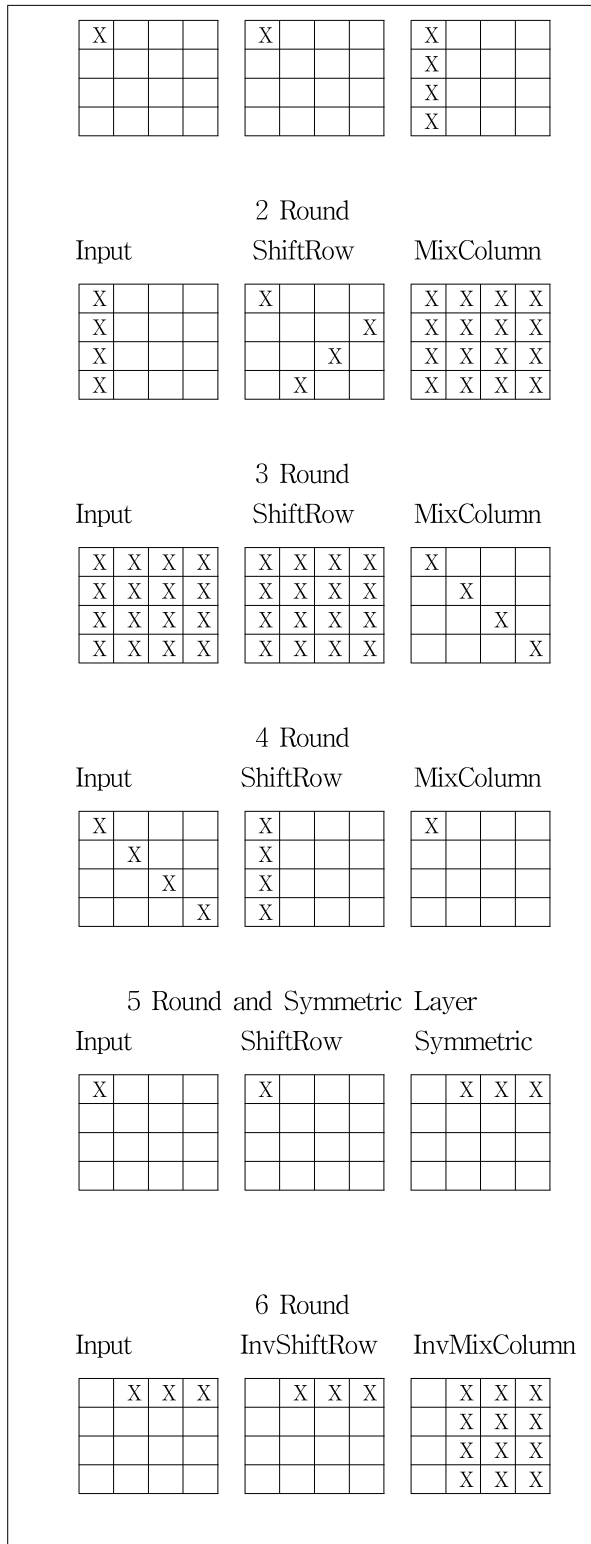 X X X
X
X
X
2 Round
Input ShiftRow MixColumn
X X X X X X
X X X X X X
X X X X X X
X X X X X X
3 Round
Input ShiftRow MixColumn
X X X X X X X X X
X X X X X X X X X
X X X X X X X X X
X X X X X X X X X
4 Round
Input ShiftRow MixColumn
X X X
X X
X X
X X
5 Round and Symmetric Layer
Input ShiftRow Symmetric
X X X X X
6 Round
Input InvShiftRow InvMixColumn
X X X X X X X X X
X X X
X X X
X X X